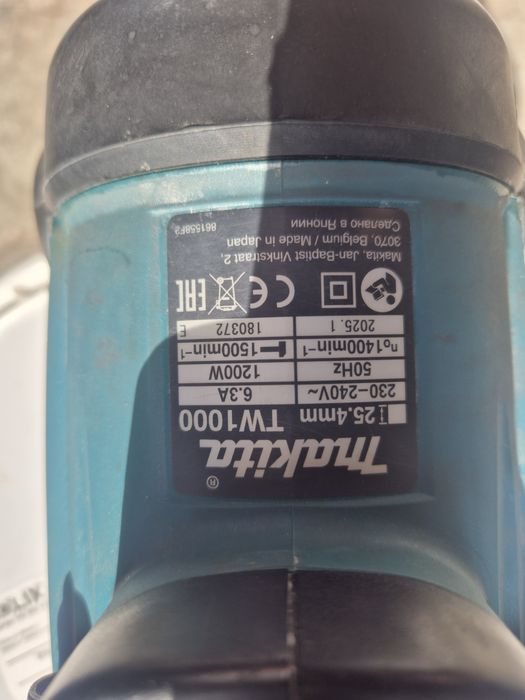 makita®
25.4mm TW1000
230-240V~ 6.3A
50Hz 1200W
n₀1400min⁻¹ 1500min⁻¹
2025. 1 180372 E
CE EAC
Makita, Jan-Baptist Vinkstraat 2,
3070, Belgium / Made in Japan
Сделано в Японии 861558F2